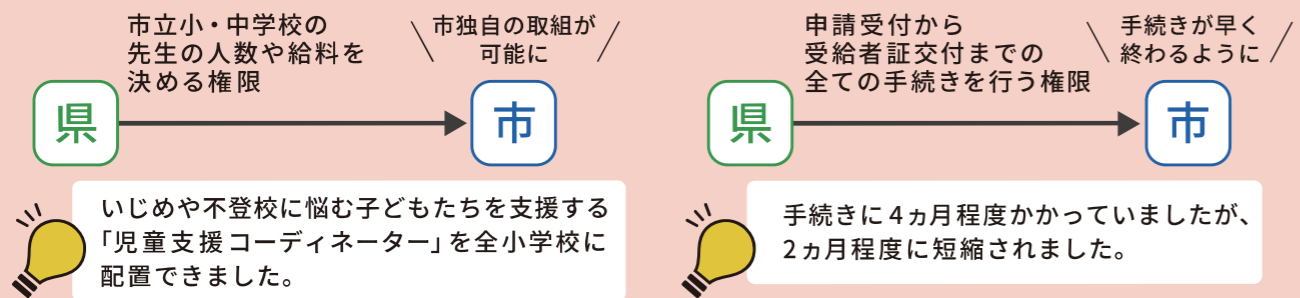 市立小・中学校の
先生の人数や給料を
決める権限
市独自の取組が
可能に
県
市
いじめや不登校に悩む子どもたちを支援する
「児童支援コーディネーター」を全小学校に
配置できました。
申請受付から
受給者証交付までの
全ての手続きを行う権限
手続きが早く
終わるように
県
市
手続きに4ヵ月程度かかっていましたが、
2ヵ月程度に短縮されました。